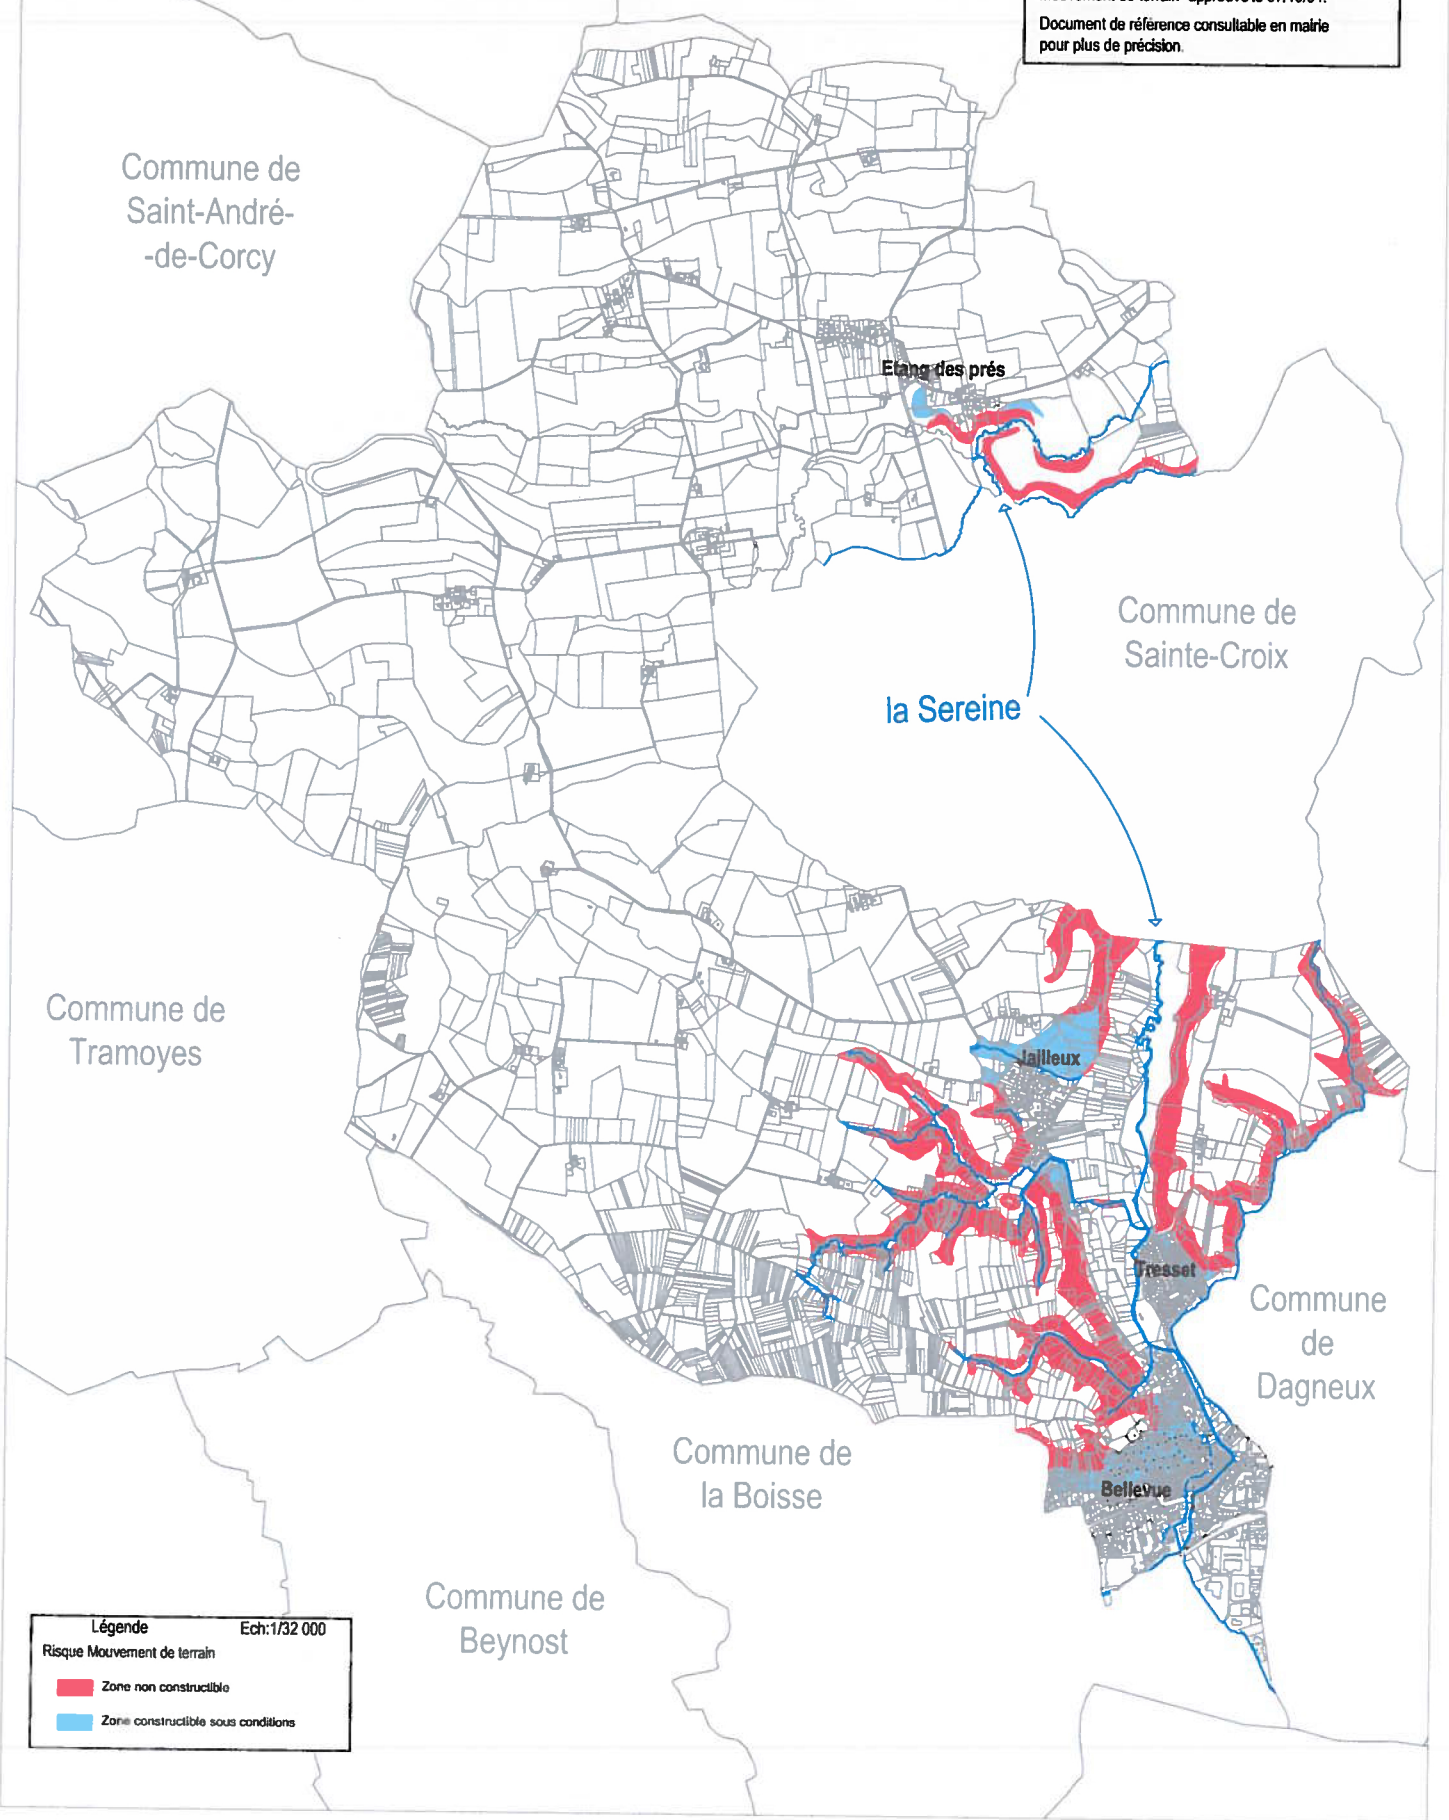 Document de référence consultable en mairie
pour plus de précision.
Commune de
Saint-André-
-de-Corcy
Etang des prés
Commune de
Sainte-Croix
la Sereine
Commune de
Tramoyes
Jailleux
Tresset
Commune
de
Dagneux
Commune de
la Boisse
Bellevue
Commune de
Beynost
Légende Ech:1/32 000
Risque Mouvement de terrain
Zone non constructible
Zone constructible sous conditions